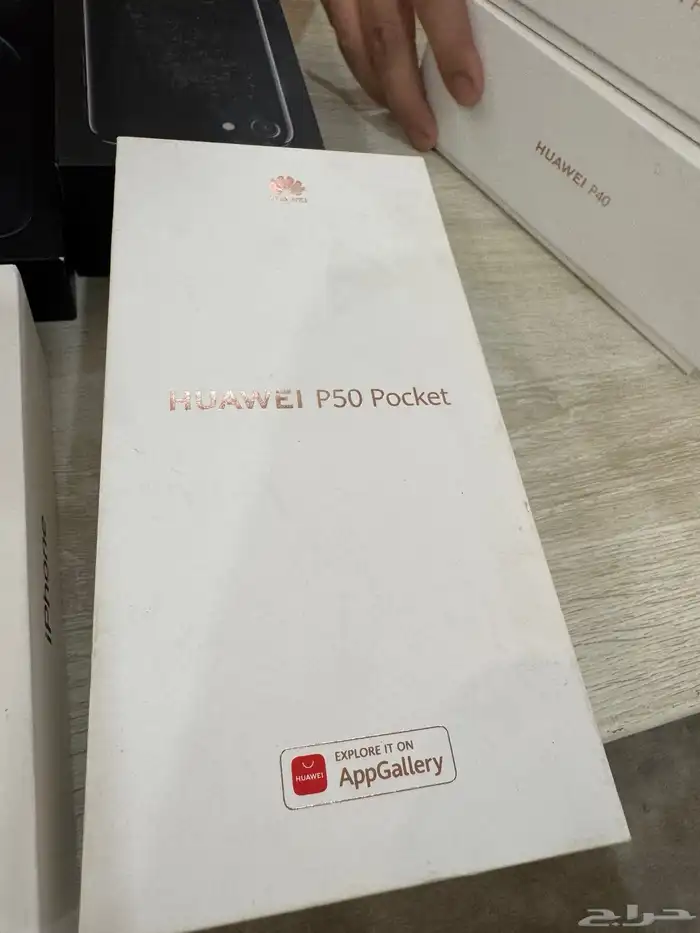 HUAWEI
HUAWEI P50 Pocket
EXPLORE IT ON
AppGallery
HUAWEI
HUAWEI P40
iPhone
حراج